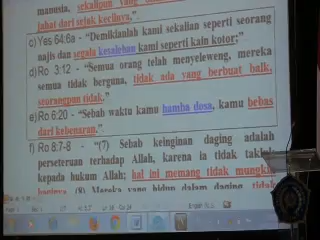 manusia, sekalipun yang
jahat dari sejak kecilnya,".
c) Yes 64:6a - "Demikianlah kami sekalian seperti seorang
najis dan segala kesalehan kami seperti kain kotor;"
d) Ro 3:12 - "Semua orang telah menyeleweng, mereka
semua tidak berguna, tidak ada yang berbuat baik,
seorangpun tidak."
e) Ro 6:20 - "Sebab waktu kamu hamba dosa, kamu bebas
dari kebenaran."
f) Ro 8:7-8 - "(7) Sebab keinginan daging adalah
perseteruan terhadap Allah, karena ia tidak takluk
kepada hukum Allah; hal ini memang tidak mungkin
baginya. (8) Mereka yang hidup dalam daging, tidak